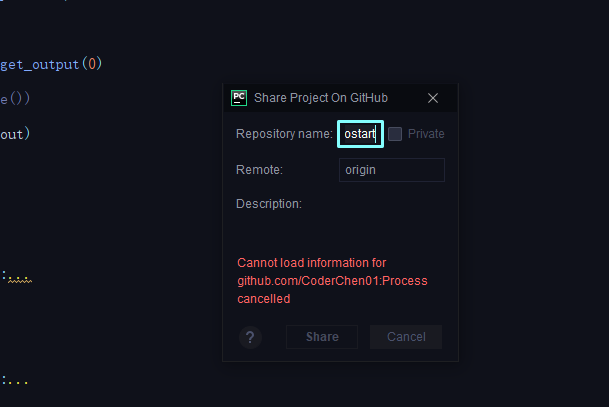 get_output(0)
e())
PC Share Project On GitHub
out)
Repository name: ostart Private
Remote: origin
Description:
Cannot load information for
github.com/CoderChen01:Process
cancelled
:...
? Share Cancel
:...